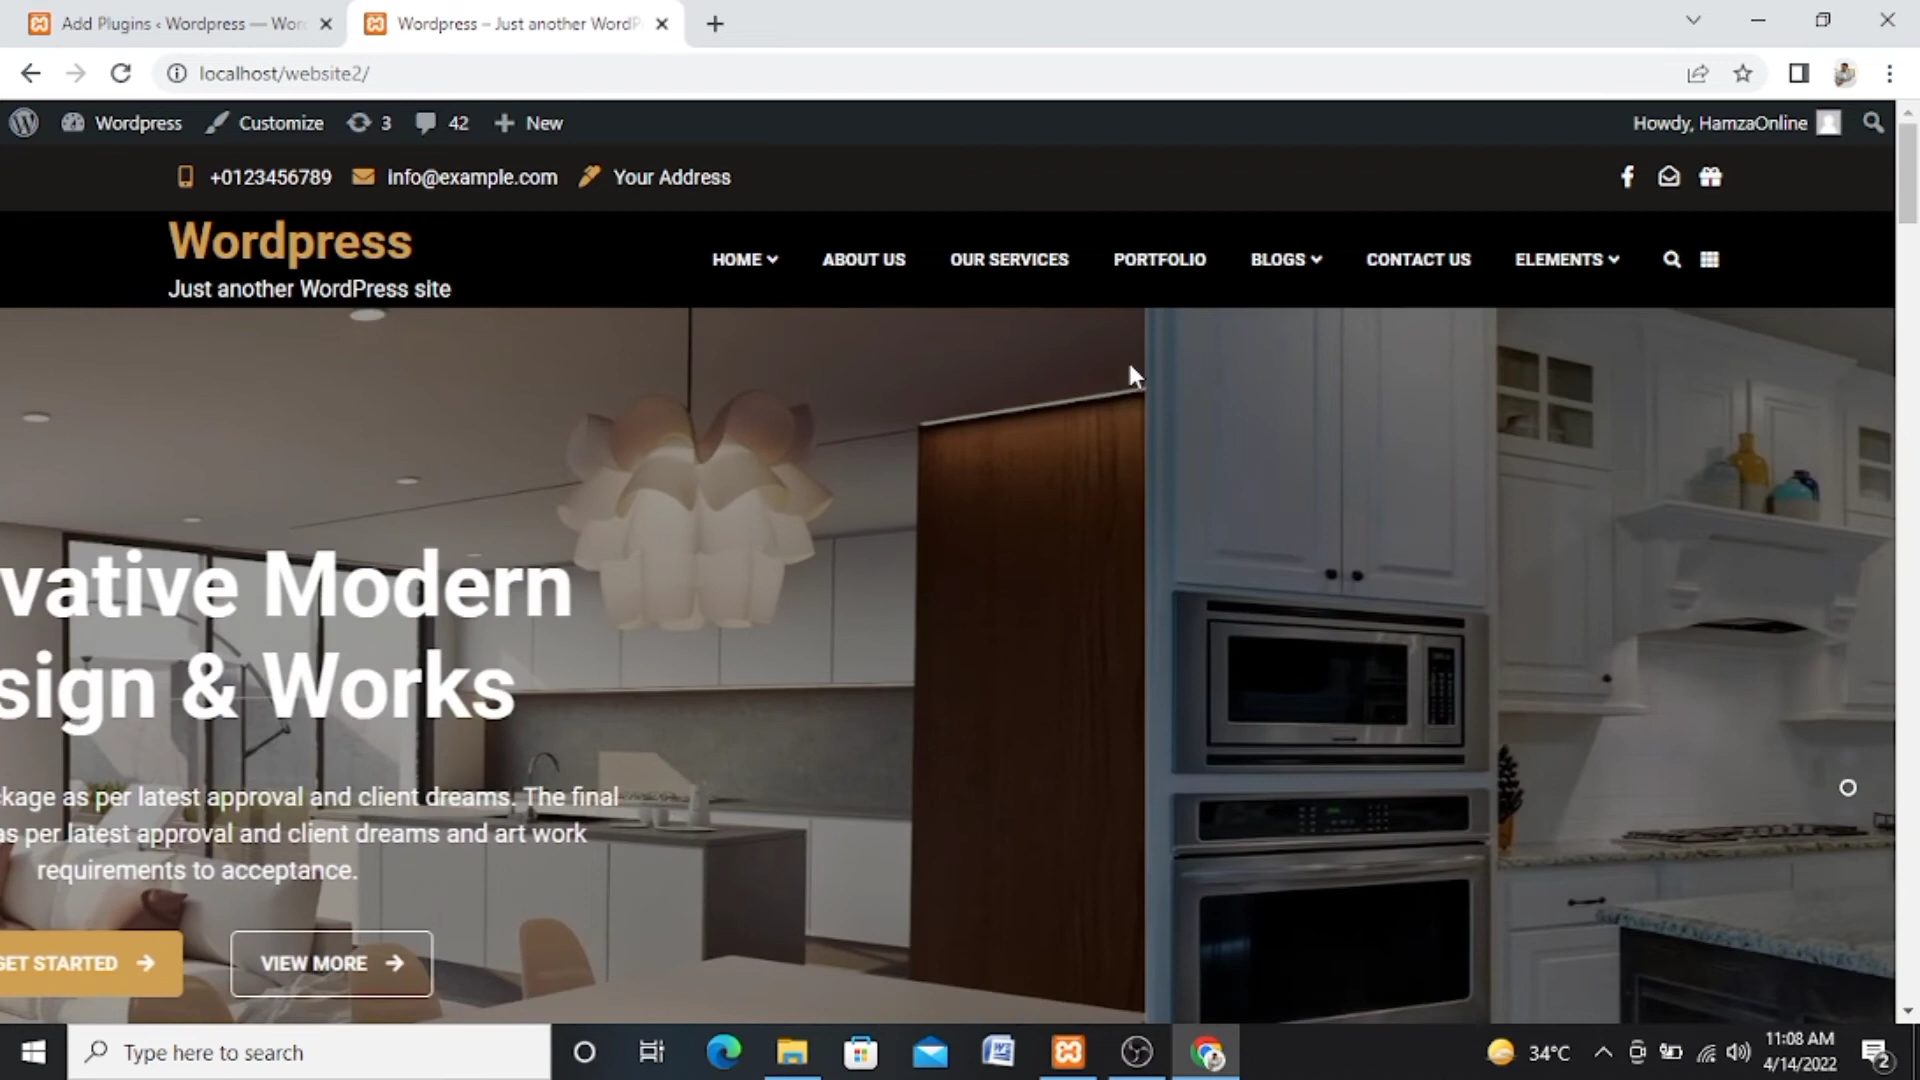 Add Plugins ‹ Wordpress — Wor
Wordpress – Just another WordP
localhost/website2/
Wordpress
Customize
3
42
New
Howdy, HamzaOnline
+0123456789
info@example.com
Your Address
Wordpress
Just another WordPress site
HOME
ABOUT US
OUR SERVICES
PORTFOLIO
BLOGS
CONTACT US
ELEMENTS
vative Modern
sign & Works
kage as per latest approval and client dreams. The final
as per latest approval and client dreams and art work
requirements to acceptance.
GET STARTED
VIEW MORE
Type here to search
34°C
11:08 AM
4/14/2022
2